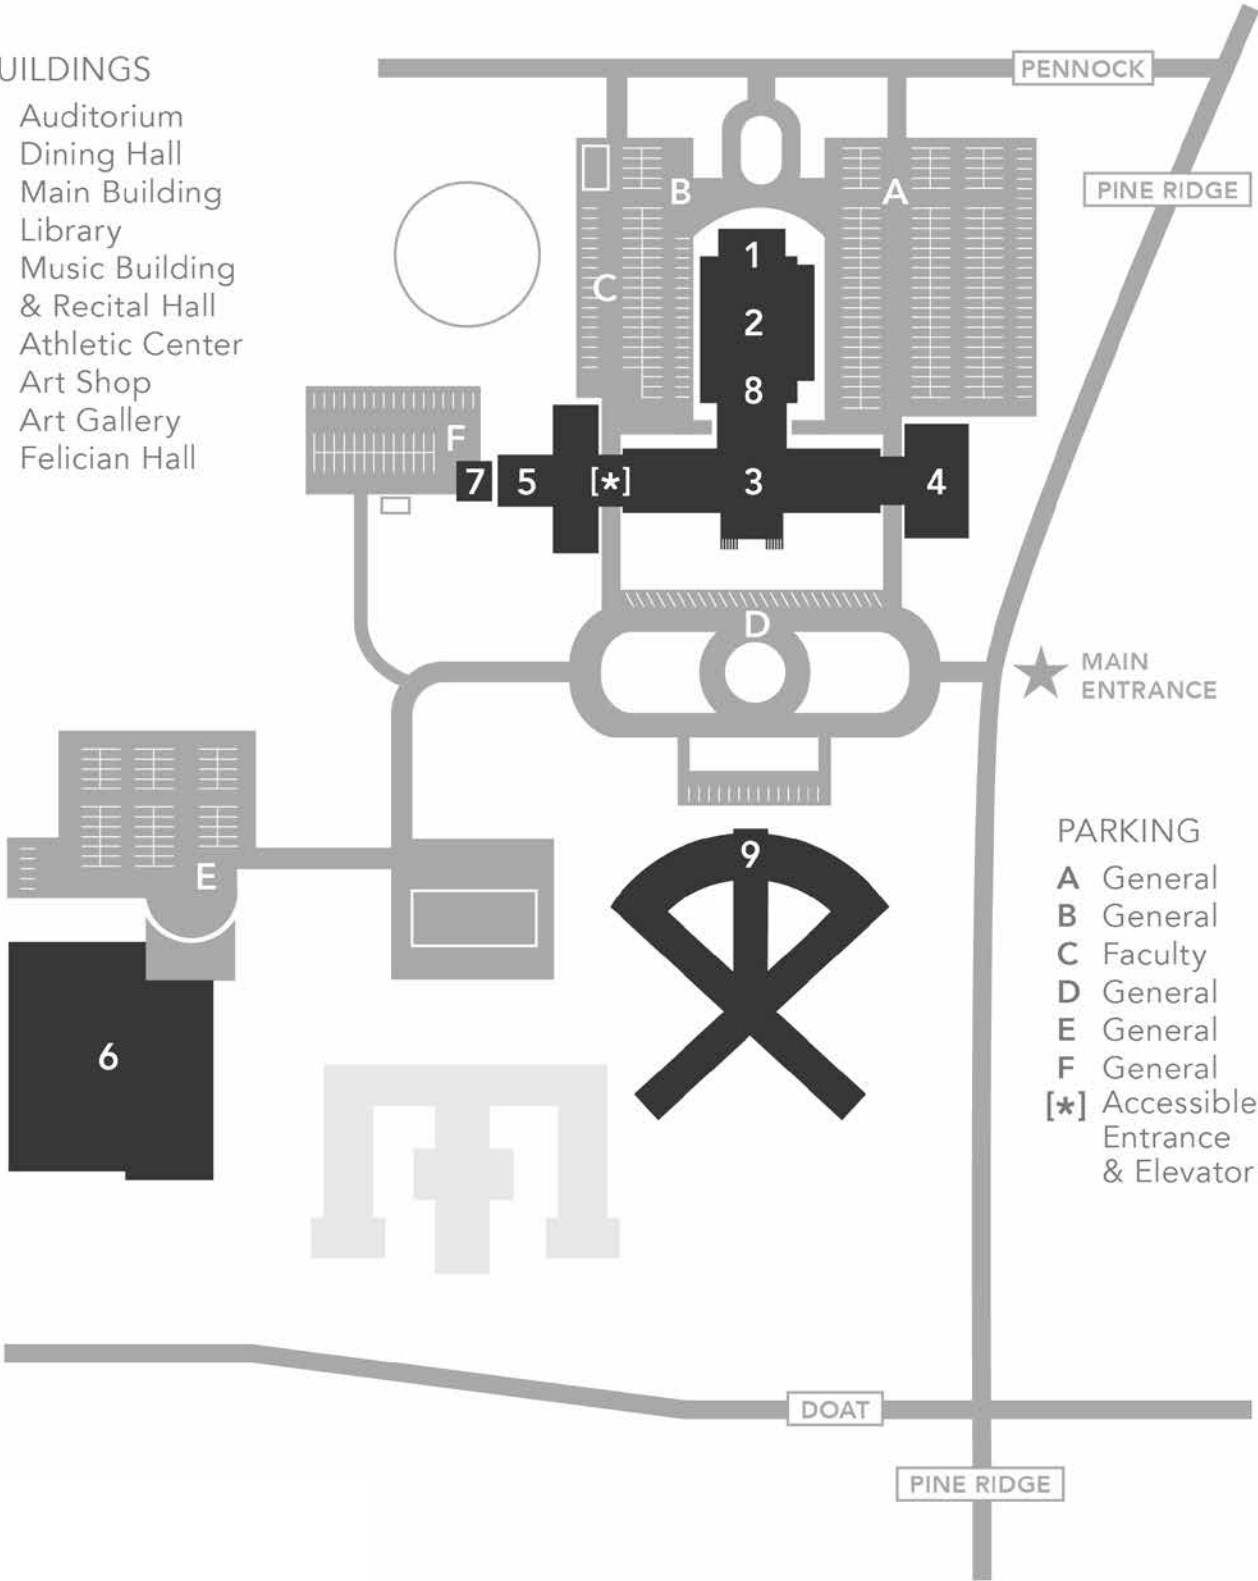 UILDINGS
Auditorium
Dining Hall
Main Building
Library
Music Building
& Recital Hall
Athletic Center
Art Shop
Art Gallery
Felician Hall
PENNOCK
PINE RIDGE
B
A
1
C
2
8
F
7
5
[*]
3
4
D
MAIN
ENTRANCE
PARKING
A General
B General
C Faculty
D General
E General
F General
[*] Accessible
Entrance
& Elevator
9
E
6
DOAT
PINE RIDGE